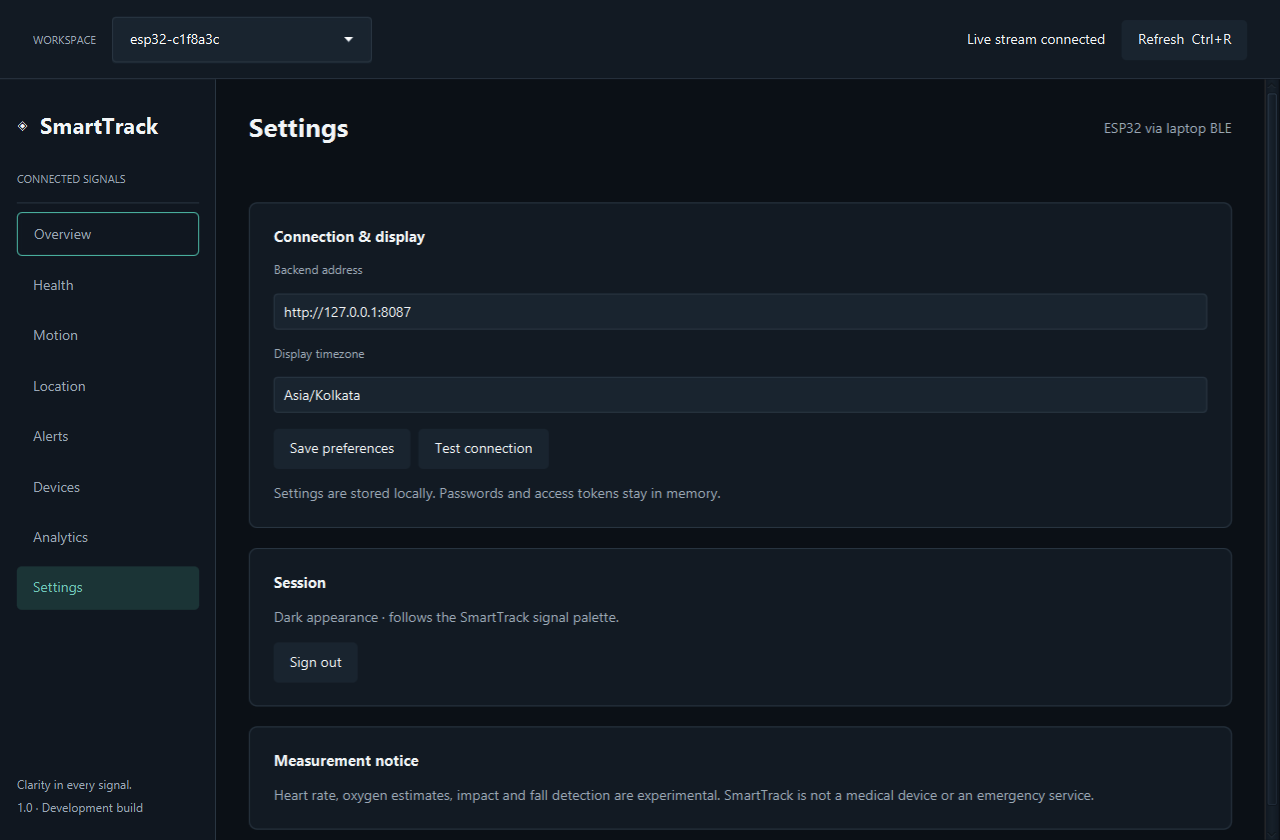 WORKSPACE
esp32-c1f8a3c
Live stream connected
Refresh Ctrl+R
SmartTrack
CONNECTED SIGNALS
Overview
Health
Motion
Location
Alerts
Devices
Analytics
Settings
Clarity in every signal.
1.0 · Development build
Settings
ESP32 via laptop BLE
Connection & display
Backend address
http://127.0.0.1:8087
Display timezone
Asia/Kolkata
Save preferences
Test connection
Settings are stored locally. Passwords and access tokens stay in memory.
Session
Dark appearance · follows the SmartTrack signal palette.
Sign out
Measurement notice
Heart rate, oxygen estimates, impact and fall detection are experimental. SmartTrack is not a medical device or an emergency service.